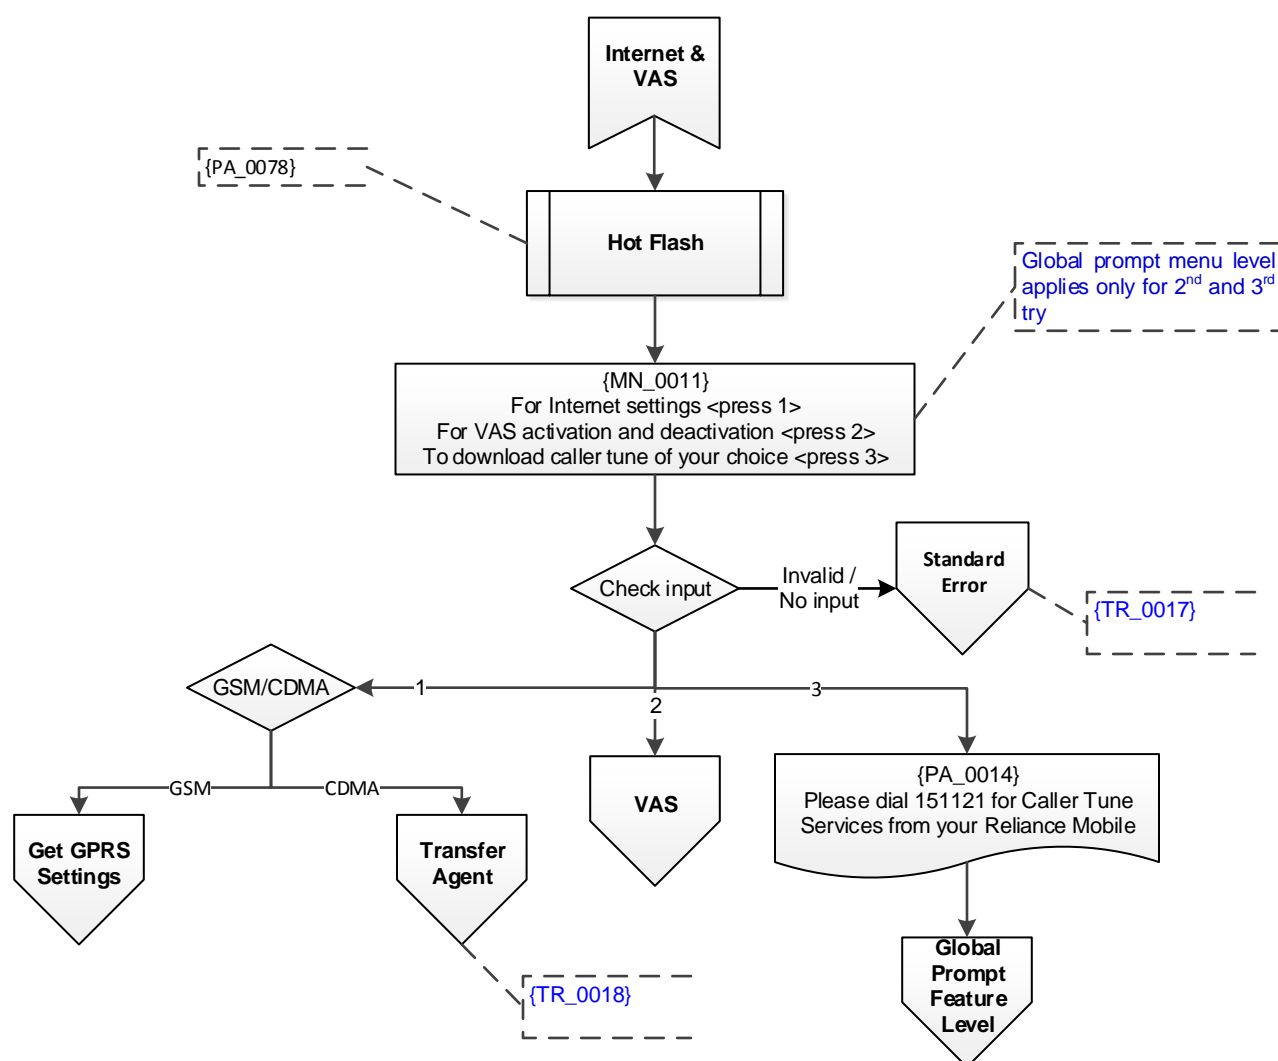 Internet &
VAS
{PA_0078}
Hot Flash
Global prompt menu level
applies only for 2nd and 3rd
try
{MN_0011}
For Internet settings <press 1>
For VAS activation and deactivation <press 2>
To download caller tune of your choice <press 3>
Check input
Invalid /
No input
Standard
Error
{TR_0017}
GSM/CDMA
1
2
3
GSM
CDMA
Get GPRS
Settings
Transfer
Agent
VAS
{PA_0014}
Please dial 151121 for Caller Tune
Services from your Reliance Mobile
{TR_0018}
Global
Prompt
Feature
Level